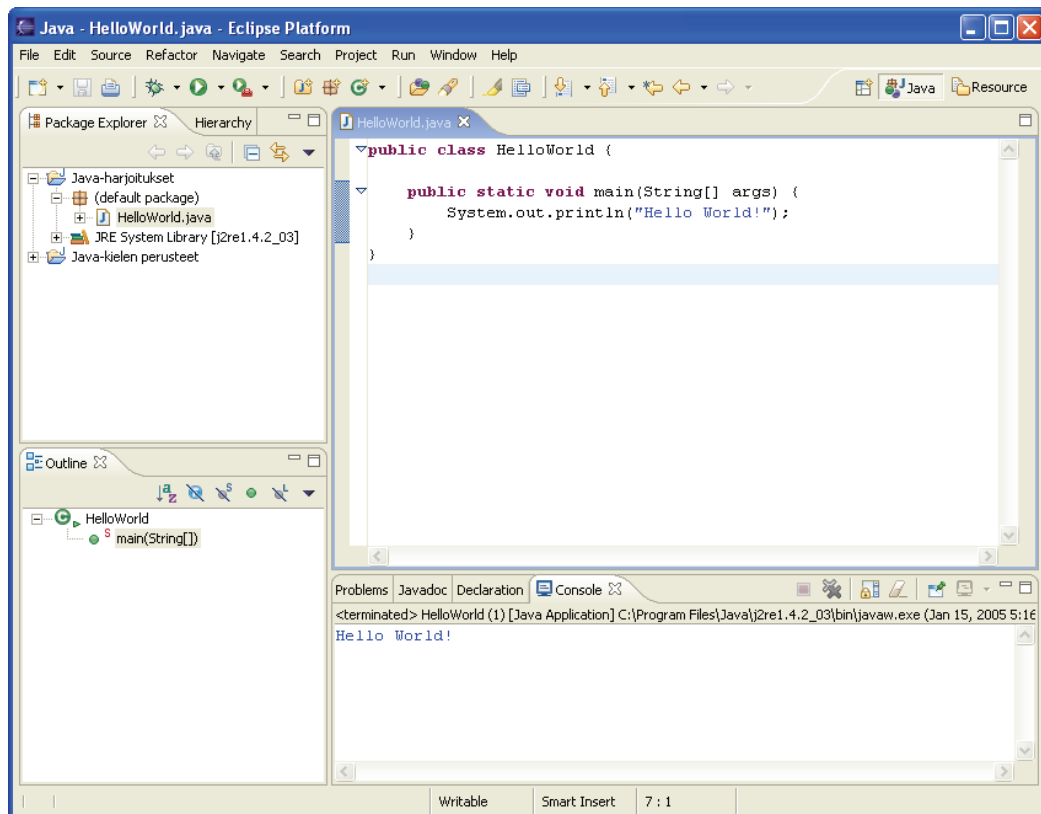 Java - HelloWorld.java - Eclipse Platform
File Edit Source Refactor Navigate Search Project Run Window Help
Java Resource
Package Explorer Hierarchy
Java-harjoitukset
(default package)
HelloWorld.java
JRE System Library [j2re1.4.2_03]
Java-kielen perusteet
HelloWorld.java
public class HelloWorld {
public static void main(String[] args) {
System.out.println("Hello World!");
}
}
Outline
HelloWorld
main(String[])
Problems Javadoc Declaration Console
<terminated> HelloWorld (1) [Java Application] C:\Program Files\Java\j2re1.4.2_03\bin\javaw.exe (Jan 15, 2005 5:16
Hello World!
Writable Smart Insert 7 : 1